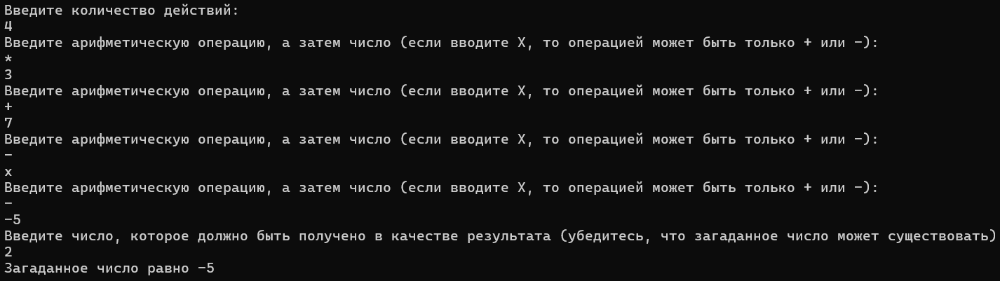 Введите количество действий:
4
Введите арифметическую операцию, а затем число (если вводите X, то операцией может быть только + или -):
*
3
Введите арифметическую операцию, а затем число (если вводите X, то операцией может быть только + или -):
+
7
Введите арифметическую операцию, а затем число (если вводите X, то операцией может быть только + или -):
-
x
Введите арифметическую операцию, а затем число (если вводите X, то операцией может быть только + или -):
-
-5
Введите число, которое должно быть получено в качестве результата (убедитесь, что загаданное число может существовать)
2
Загаданное число равно -5